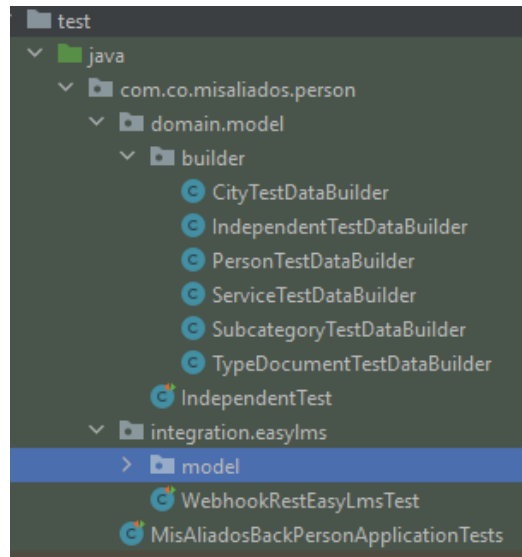 test
java
com.co.misaliados.person
domain.model
builder
CityTestDataBuilder
IndependentTestDataBuilder
PersonTestDataBuilder
ServiceTestDataBuilder
SubcategoryTestDataBuilder
TypeDocumentTestDataBuilder
IndependentTest
integration.easylms
model
WebhookRestEasyLmsTest
MisAliadosBackPersonApplicationTests